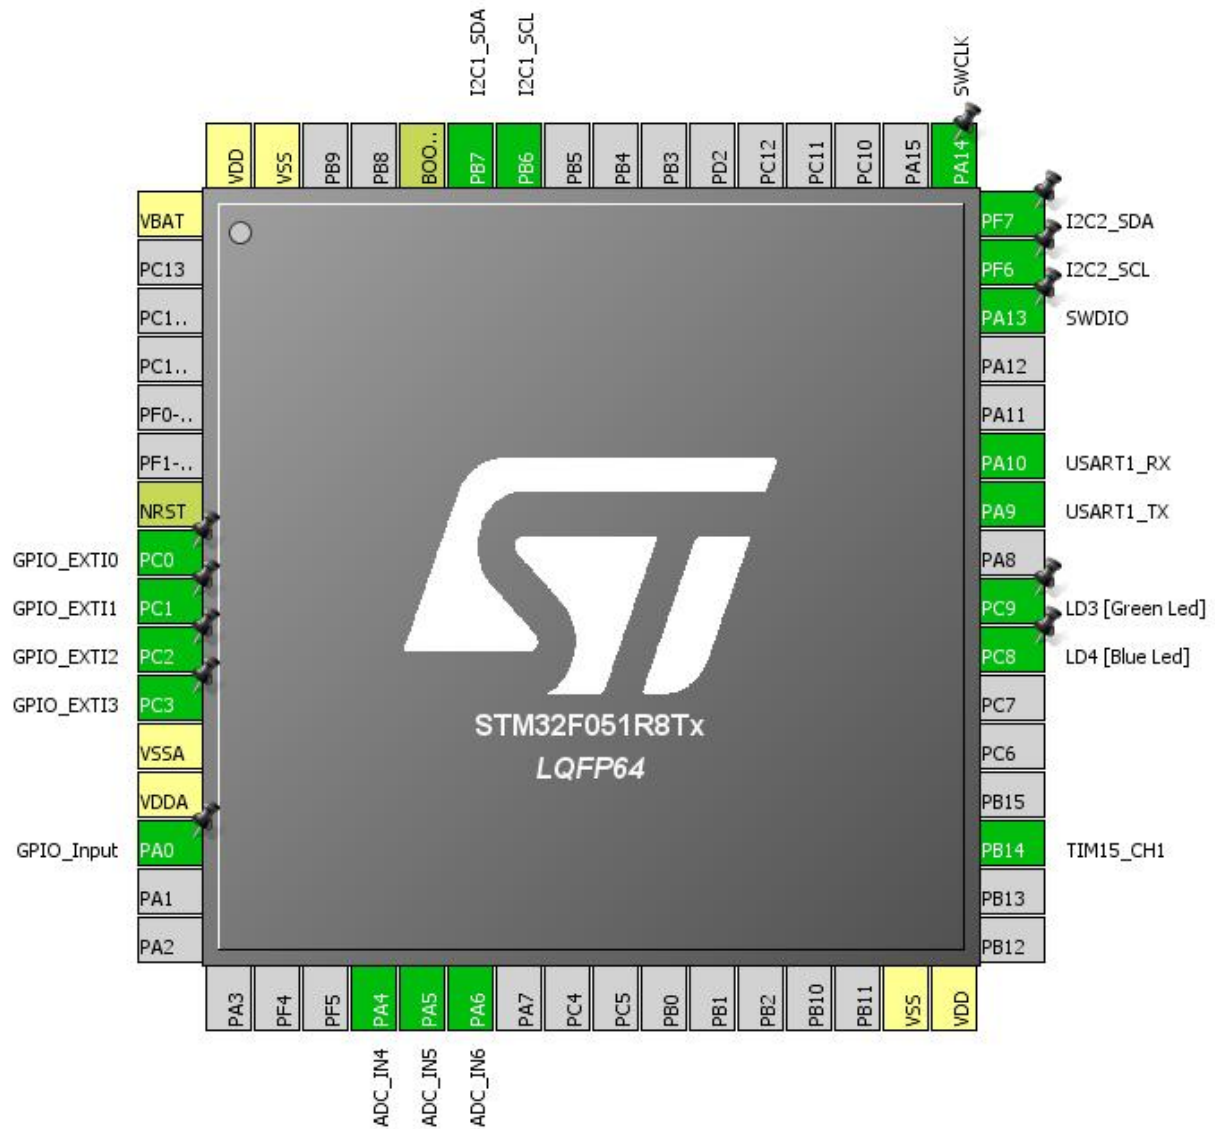 I2C1_SDA
I2C1_SCL
SWCLK
VDD
VSS
PB9
PB8
BOO..
PB7
PB6
PB5
PB4
PB3
PD2
PC12
PC11
PC10
PA15
PA14
VBAT
PC13
PC1..
PC1..
PF0-..
PF1-..
NRST
GPIO_EXTI0 PC0
GPIO_EXTI1 PC1
GPIO_EXTI2 PC2
GPIO_EXTI3 PC3
VSSA
VDDA
GPIO_Input PA0
PA1
PA2
STM32F051R8Tx
LQFP64
PF7 I2C2_SDA
PF6 I2C2_SCL
PA13 SWDIO
PA12
PA11
PA10 USART1_RX
PA9 USART1_TX
PA8
PC9 LD3 [Green Led]
PC8 LD4 [Blue Led]
PC7
PC6
PB15
PB14 TIM15_CH1
PB13
PB12
PA3
PF4
PF5
PA4
PA5
PA6
PA7
PC4
PC5
PB0
PB1
PB2
PB10
PB11
VSS
VDD
ADC_IN4
ADC_IN5
ADC_IN6